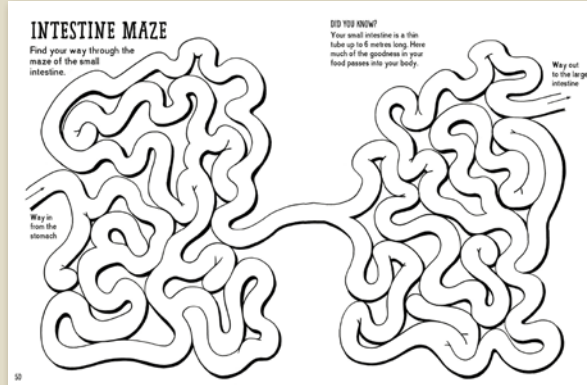 INTESTINE MAZE
Find your way through the
maze of the small
intestine.
DID YOU KNOW?
Your small intestine is a thin
tube up to 6 metres long. Here
much of the goodness in your
food passes into your body.
Way out
to the large
intestine
Way in
from the
stomach
50